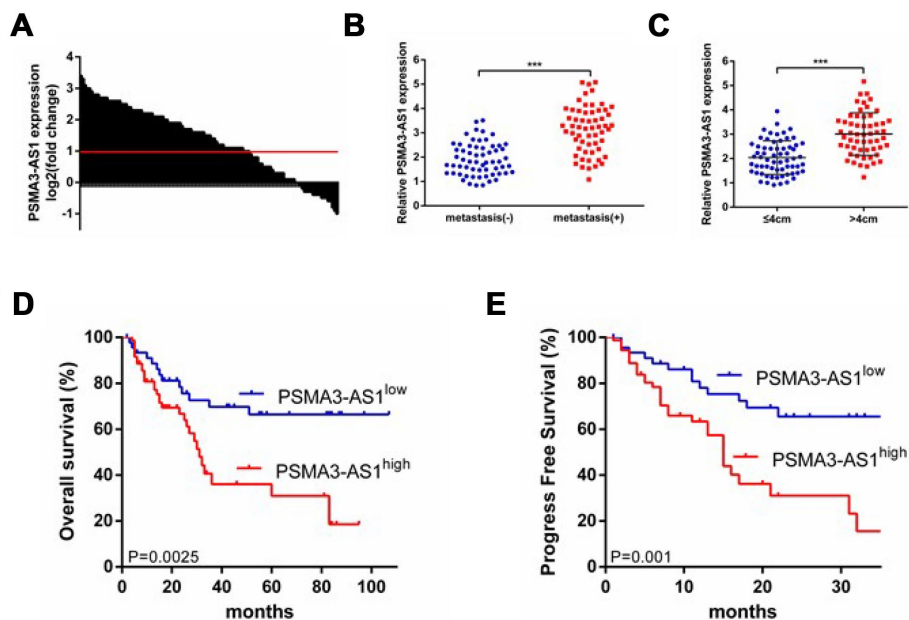 A
PSMA3-AS1 expression
log2(fold change)
4
3
2
1
0
-1
B
Relative PSMA3-AS1 expression
6
5
4
3
2
1
0
***
metastasis(-)
metastasis(+)
C
Relative PSMA3-AS1 expression
6
5
4
3
2
1
0
***
≤4cm
>4cm
D
Overall survival (%)
100
80
60
40
20
0
PSMA3-AS1low
PSMA3-AS1high
P=0.0025
0 20 40 60 80 100
months
E
Progress Free Survival (%)
100
80
60
40
20
0
PSMA3-AS1low
PSMA3-AS1high
P=0.001
0 10 20 30
months